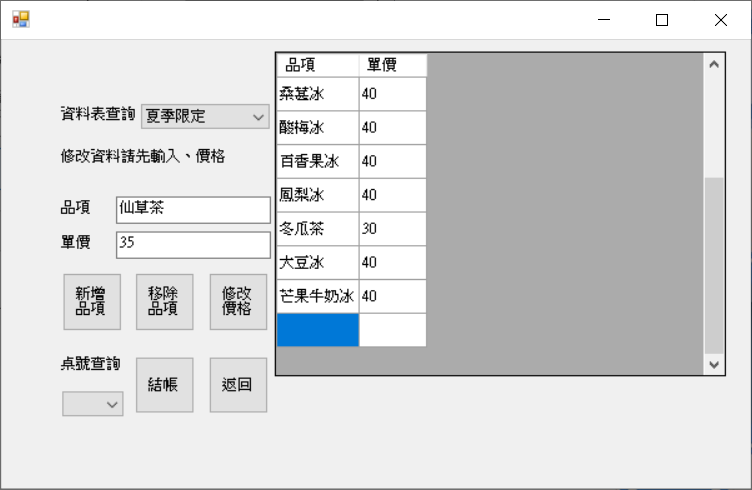 資料表查詢 夏季限定
修改資料請先輸入、價格
品項 仙草茶
單價 35
新增
品項
移除
品項
修改
價格
桌號查詢
結帳
返回
品項 單價
桑葚冰 40
酸梅冰 40
百香果冰 40
鳳梨冰 40
冬瓜茶 30
大豆冰 40
芒果牛奶冰 40